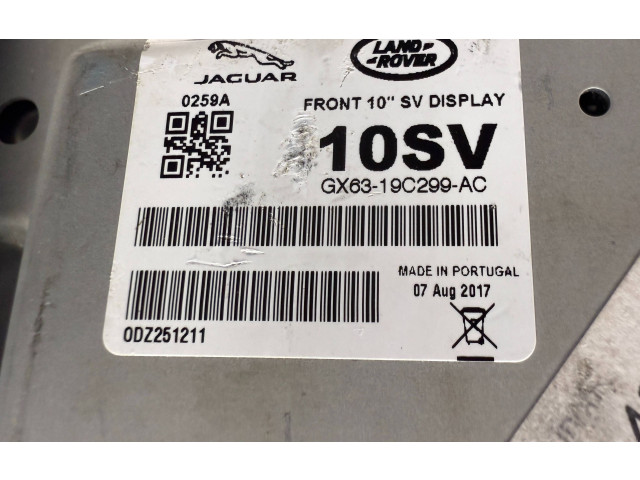 JAGUAR
LAND
ROVER
0259A
FRONT 10" SV DISPLAY
10SV
GX63-19C299-AC
MADE IN PORTUGAL
07 Aug 2017
0DZ251211